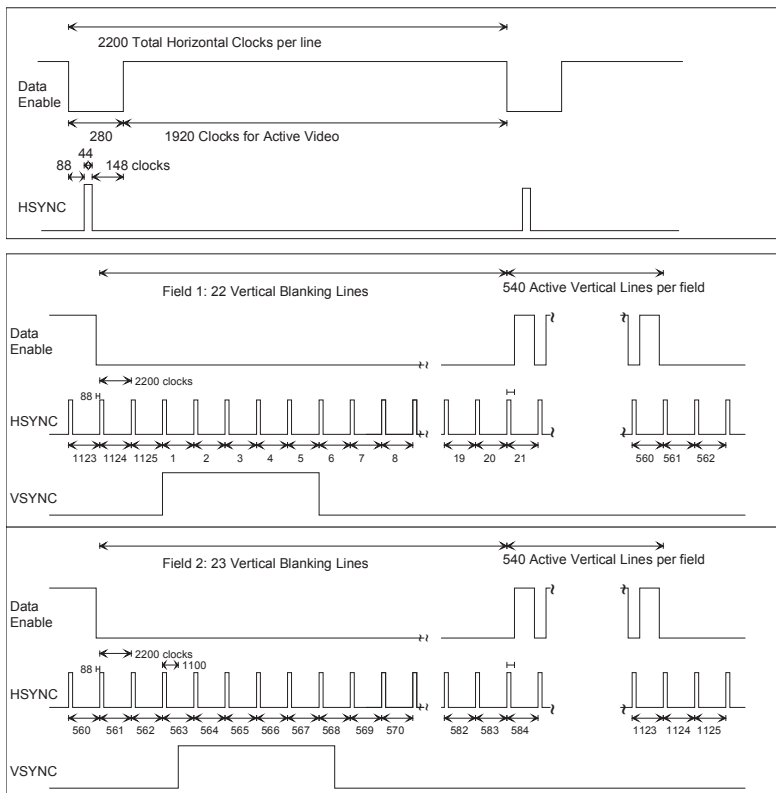 2200 Total Horizontal Clocks per line
Data
Enable
280
1920 Clocks for Active Video
44
88
148 clocks
HSYNC
Field 1: 22 Vertical Blanking Lines
540 Active Vertical Lines per field
Data
Enable
2200 clocks
88
HSYNC
1123 1124 1125 1 2 3 4 5 6 7 8 19 20 21 560 561 562
VSYNC
Field 2: 23 Vertical Blanking Lines
540 Active Vertical Lines per field
Data
Enable
2200 clocks
88
1100
HSYNC
560 561 562 563 564 565 566 567 568 569 570 582 583 584 1123 1124 1125
VSYNC